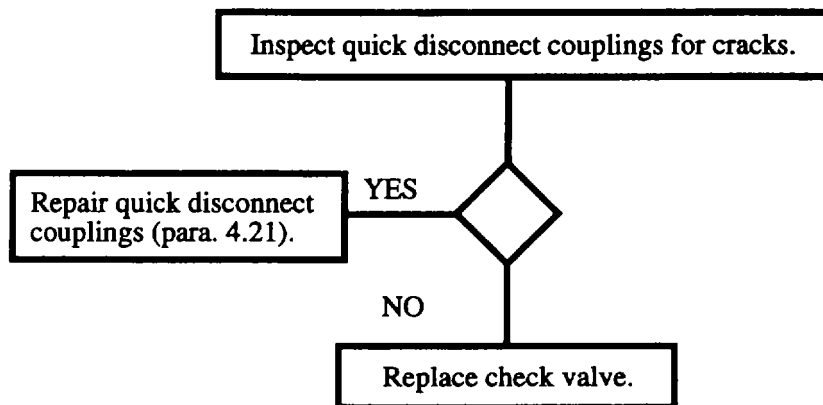 Inspect quick disconnect couplings for cracks.
YES
Repair quick disconnect
couplings (para. 4.21).
NO
Replace check valve.